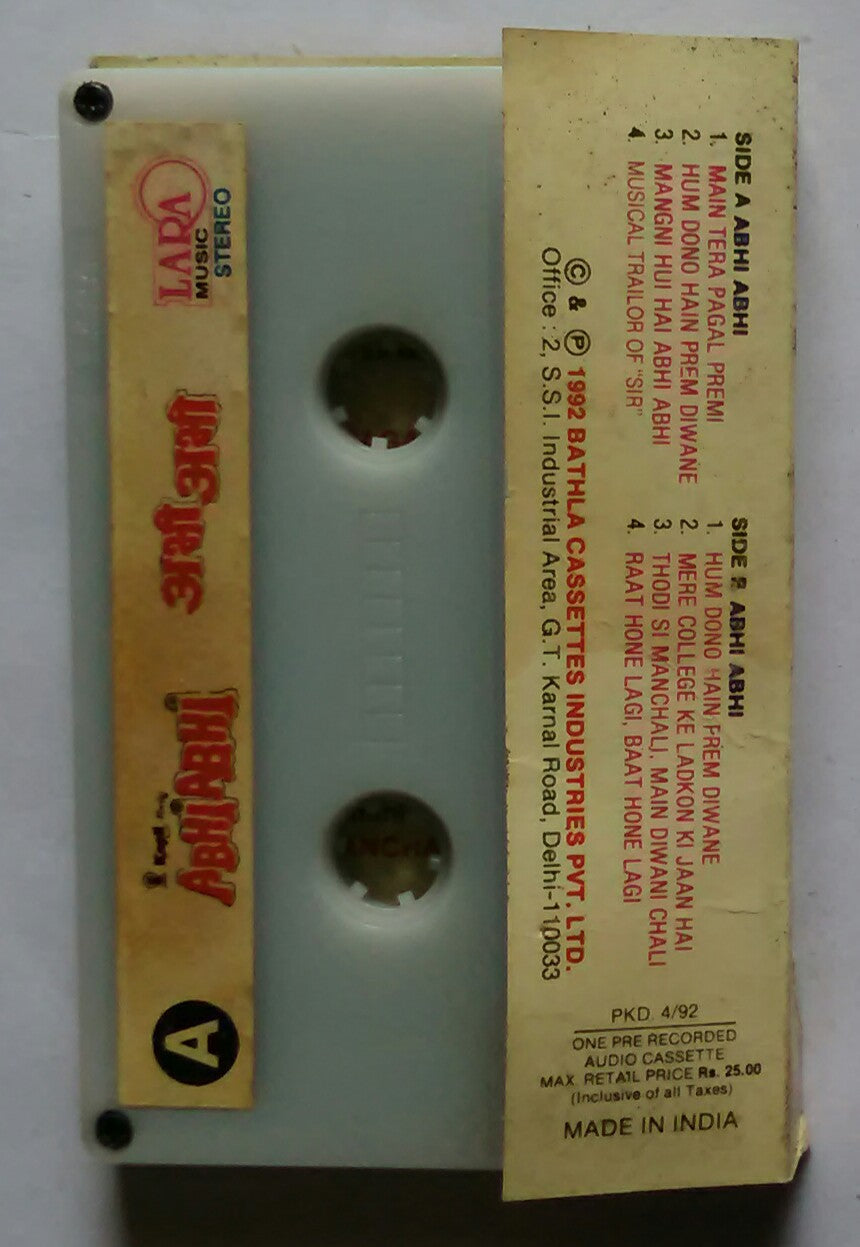 LAPA
MUSIC
STEREO
अभी अभी
ABHI ABHI
A
SIDE A ABHI ABHI
1. MAIN TERA PAGAL PREMI
2. HUM DONO HAIN PREM DIWANE
3. MANGNI HUI HAI ABHI ABHI
4. MUSICAL TRAILOR OF "SIR"
SIDE B ABHI ABHI
1. HUM DONO HAIN PREM DIWANE
2. MERE COLLEGE KE LADKON KI JAAN HAI
3. THODI SI MANCHALI, MAIN DIWANI CHALI
4. RAAT HONE LAGI, BAAT HONE LAGI
© & ℗ 1992 BATHLA CASSETTES INDUSTRIES PVT. LTD.
Office : 2, S.S.I. Industrial Area, G.T. Karnal Road, Delhi-110033
PKD. 4/92
ONE PRE RECORDED
AUDIO CASSETTE
MAX. RETAIL PRICE Rs. 25.00
(Inclusive of all Taxes)
MADE IN INDIA